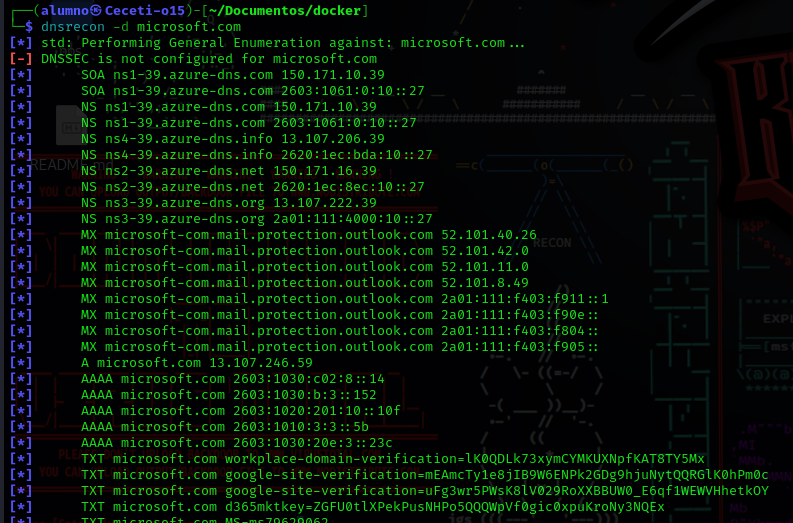 ┌──(alumno㉿Ceceti-o15)-[~/Documentos/docker]
└─$ dnsrecon -d microsoft.com
[*] std: Performing General Enumeration against: microsoft.com...
[-] DNSSEC is not configured for microsoft.com
[*] SOA ns1-39.azure-dns.com 150.171.10.39
[*] SOA ns1-39.azure-dns.com 2603:1061:0:10::27
[*] NS ns1-39.azure-dns.com 150.171.10.39
[*] NS ns1-39.azure-dns.com 2603:1061:0:10::27
[*] NS ns4-39.azure-dns.info 13.107.206.39
[*] NS ns4-39.azure-dns.info 2620:1ec:bda:10::27
[*] NS ns2-39.azure-dns.net 150.171.16.39
[*] NS ns2-39.azure-dns.net 2620:1ec:8ec:10::27
[*] NS ns3-39.azure-dns.org 13.107.222.39
[*] NS ns3-39.azure-dns.org 2a01:111:4000:10::27
[*] MX microsoft-com.mail.protection.outlook.com 52.101.40.26
[*] MX microsoft-com.mail.protection.outlook.com 52.101.42.0
[*] MX microsoft-com.mail.protection.outlook.com 52.101.11.0
[*] MX microsoft-com.mail.protection.outlook.com 52.101.8.49
[*] MX microsoft-com.mail.protection.outlook.com 2a01:111:f403:f911::1
[*] MX microsoft-com.mail.protection.outlook.com 2a01:111:f403:f90e::
[*] MX microsoft-com.mail.protection.outlook.com 2a01:111:f403:f804::
[*] MX microsoft-com.mail.protection.outlook.com 2a01:111:f403:f905::
[*] A microsoft.com 13.107.246.59
[*] AAAA microsoft.com 2603:1030:c02:8::14
[*] AAAA microsoft.com 2603:1030:b:3::152
[*] AAAA microsoft.com 2603:1020:201:10::10f
[*] AAAA microsoft.com 2603:1010:3:3::5b
[*] AAAA microsoft.com 2603:1030:20e:3::23c
[*] TXT microsoft.com workplace-domain-verification=lK0QDLk73xymCYMKUXNpfKAT8TY5Mx
[*] TXT microsoft.com google-site-verification=mEAmcTy1e8jIB9W6ENPk2GDg9hjuNytQQRGlK0hPm0c
[*] TXT microsoft.com google-site-verification=uFg3wr5PWsK8lV029RoXXBBUW0_E6qf1WEWVHhetkOY
[*] TXT microsoft.com d365mktkey=ZGFU0tlXPekPusNHPo5QQQWpVf0gic0xpuKroNy3NQEx
[*] TXT microsoft.com MS=ms79629062
RECON